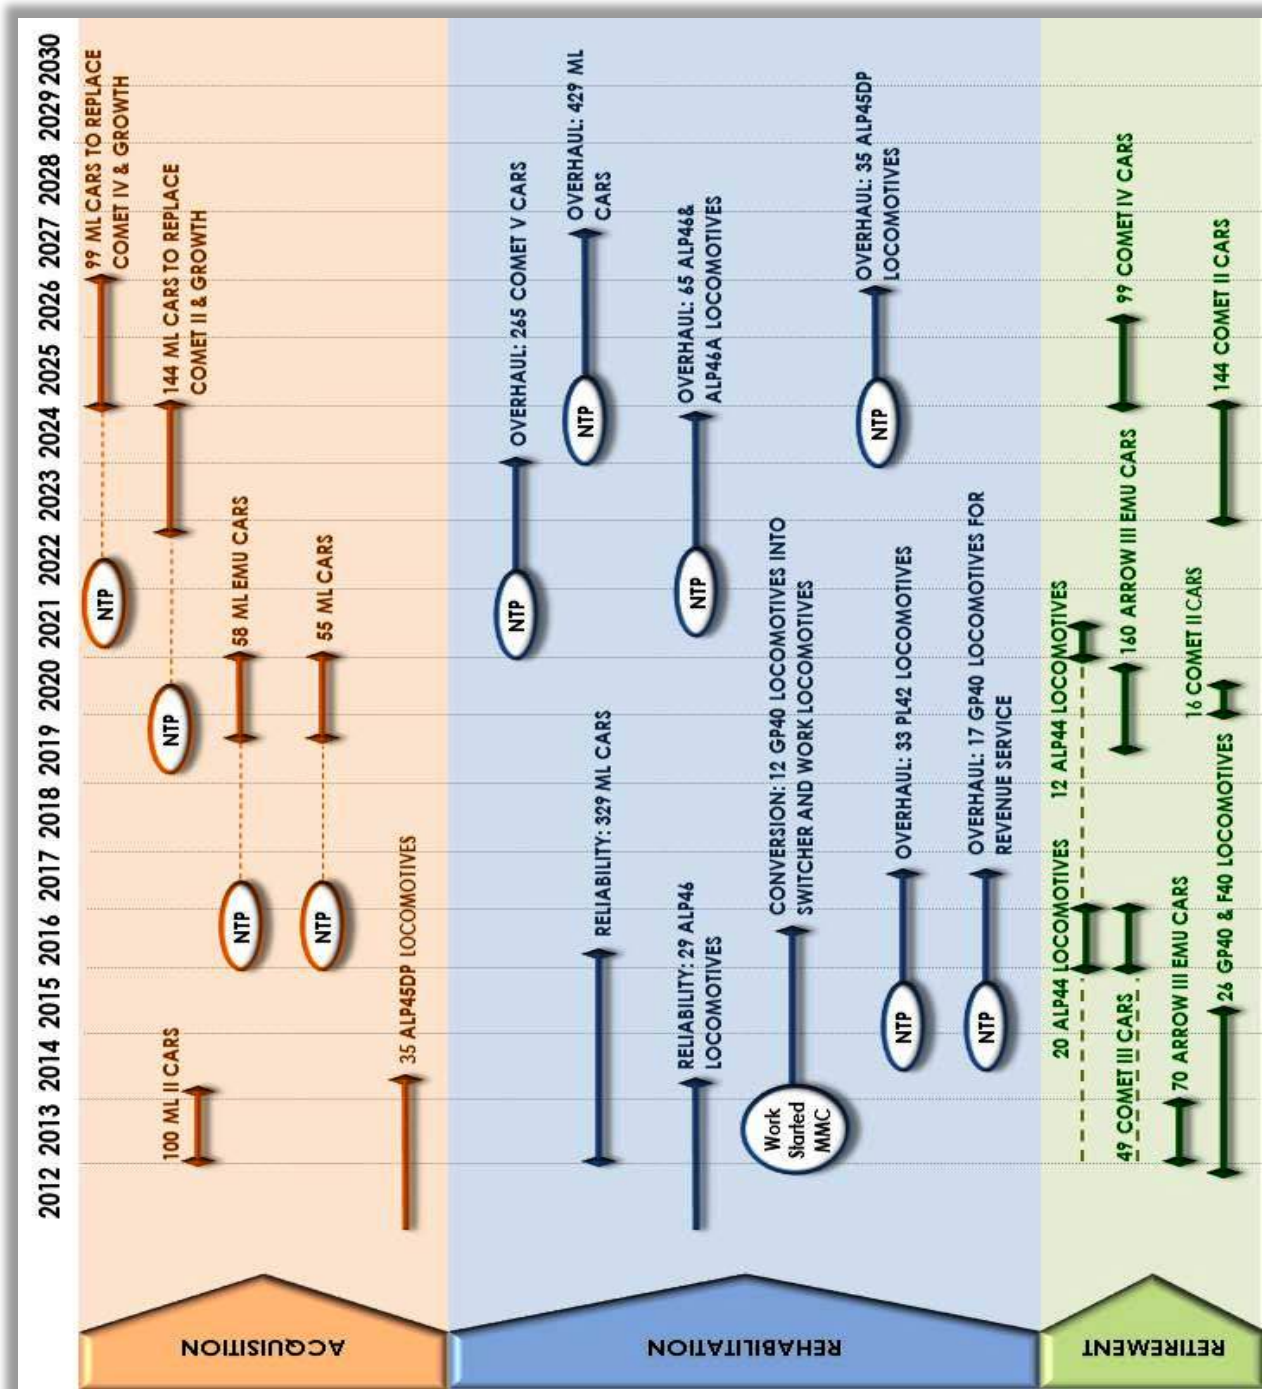 2012 2013 2014 2015 2016 2017 2018 2019 2020 2021 2022 2023 2024 2025 2026 2027 2028 2029 2030
ACQUISITION
NTP
99 ML CARS TO REPLACE
COMET IV & GROWTH
100 ML II CARS
NTP
144 ML CARS TO REPLACE
COMET II & GROWTH
NTP
58 ML EMU CARS
NTP
55 ML CARS
35 ALP45DP LOCOMOTIVES
REHABILITATION
NTP
OVERHAUL: 265 COMET V CARS
RELIABILITY: 329 ML CARS
NTP
OVERHAUL: 429 ML
CARS
RELIABILITY: 29 ALP46
LOCOMOTIVES
NTP
OVERHAUL: 65 ALP46&
ALP46A LOCOMOTIVES
Work
Started
MMC
CONVERSION: 12 GP40 LOCOMOTIVES INTO
SWITCHER AND WORK LOCOMOTIVES
NTP
OVERHAUL: 35 ALP45DP
LOCOMOTIVES
NTP
OVERHAUL: 33 PL42 LOCOMOTIVES
NTP
OVERHAUL: 17 GP40 LOCOMOTIVES FOR
REVENUE SERVICE
RETIREMENT
20 ALP44 LOCOMOTIVES
12 ALP44 LOCOMOTIVES
49 COMET III CARS
160 ARROW III EMU CARS
99 COMET IV CARS
70 ARROW III EMU CARS
16 COMET II CARS
26 GP40 & F40 LOCOMOTIVES
144 COMET II CARS